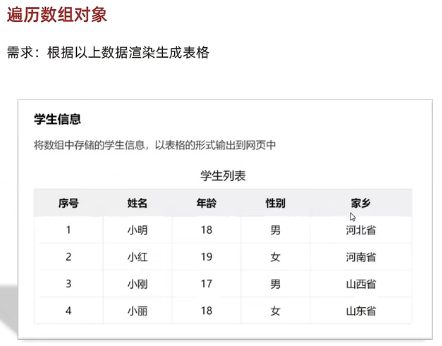 遍历数组对象
需求：根据以上数据渲染生成表格
学生信息
将数组中存储的学生信息，以表格的形式输出到网页中
学生列表
序号 姓名 年龄 性别 家乡
1 小明 18 男 河北省
2 小红 19 女 河南省
3 小刚 17 男 山西省
4 小丽 18 女 山东省